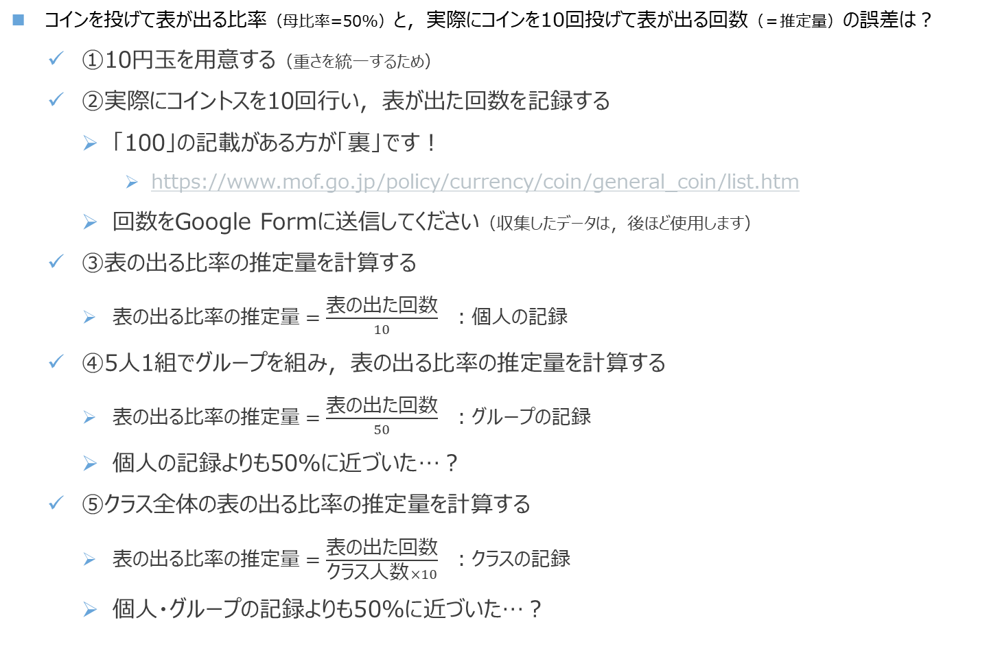 ■ コインを投げて表が出る比率（母比率=50%）と，実際にコインを10回投げて表が出る回数（＝推定量）の誤差は？
✓ ①10円玉を用意する（重さを統一するため）
✓ ②実際にコイントスを10回行い，表が出た回数を記録する
➢ 「100」の記載がある方が「裏」です！
➢ https://www.mof.go.jp/policy/currency/coin/general_coin/list.htm
➢ 回数をGoogle Formに送信してください（収集したデータは，後ほど使用します）
✓ ③表の出る比率の推定量を計算する
➢ 表の出る比率の推定量 = 表の出た回数/10 ：個人の記録
✓ ④5人1組でグループを組み，表の出る比率の推定量を計算する
➢ 表の出る比率の推定量 = 表の出た回数/50 ：グループの記録
➢ 個人の記録よりも50%に近づいた…？
✓ ⑤クラス全体の表の出る比率の推定量を計算する
➢ 表の出る比率の推定量 = 表の出た回数/クラス人数×10 ：クラスの記録
➢ 個人・グループの記録よりも50%に近づいた…？